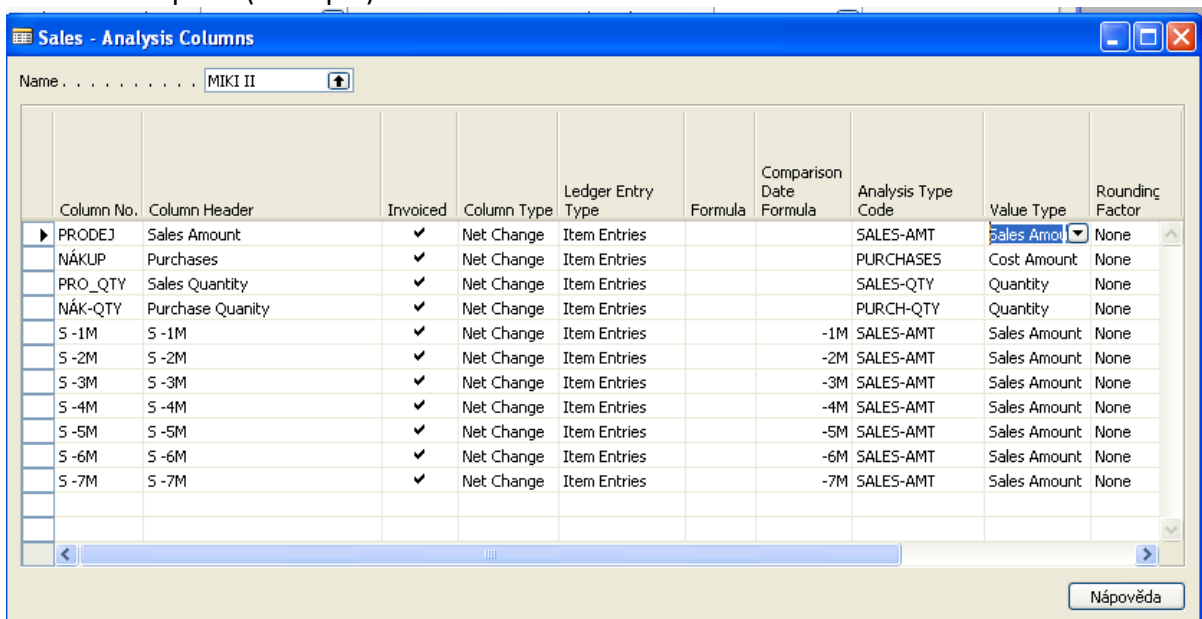 Sales - Analysis Columns
Name . . . . . . . . . . MIKI II
Column No. Column Header Invoiced Column Type Ledger Entry Type Formula Comparison Date Formula Analysis Type Code Value Type Rounding Factor
PRODEJ Sales Amount ✔ Net Change Item Entries SALES-AMT Sales Amou None
NÁKUP Purchases ✔ Net Change Item Entries PURCHASES Cost Amount None
PRO_QTY Sales Quantity ✔ Net Change Item Entries SALES-QTY Quantity None
NÁK-QTY Purchase Quanity ✔ Net Change Item Entries PURCH-QTY Quantity None
S -1M S -1M ✔ Net Change Item Entries -1M SALES-AMT Sales Amount None
S -2M S -2M ✔ Net Change Item Entries -2M SALES-AMT Sales Amount None
S -3M S -3M ✔ Net Change Item Entries -3M SALES-AMT Sales Amount None
S -4M S -4M ✔ Net Change Item Entries -4M SALES-AMT Sales Amount None
S -5M S -5M ✔ Net Change Item Entries -5M SALES-AMT Sales Amount None
S -6M S -6M ✔ Net Change Item Entries -6M SALES-AMT Sales Amount None
S -7M S -7M ✔ Net Change Item Entries -7M SALES-AMT Sales Amount None
Nápověda